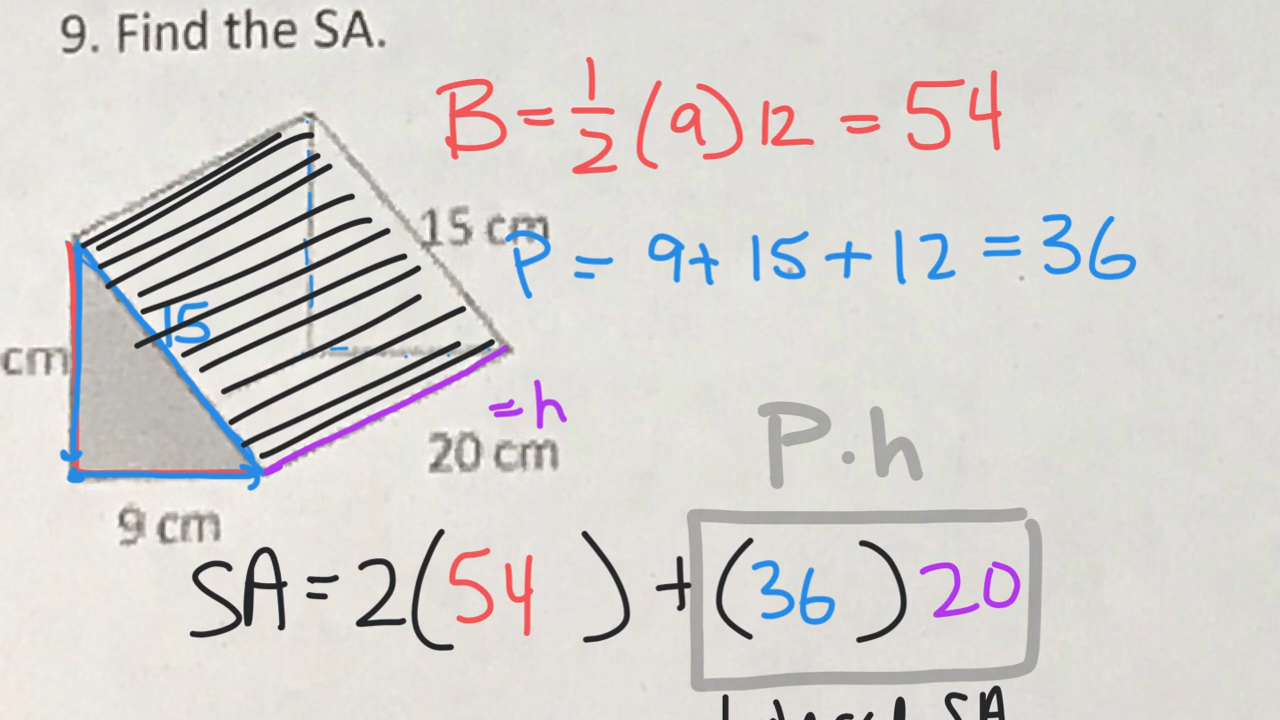 9. Find the SA.
B = 1/2 (9) 12 = 54
15 cm
P = 9 + 15 + 12 = 36
15
cm
= h
20 cm
P · h
9 cm
SA = 2(54) + (36) 20
SA